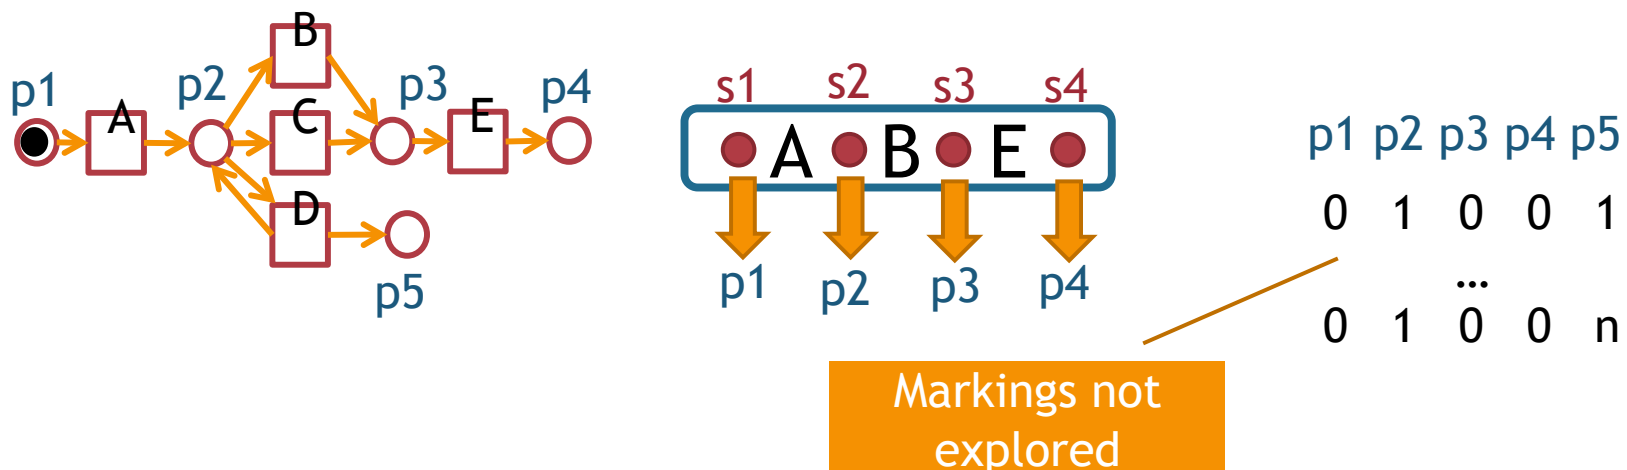 B
p1
A
p2
C
p3
E
p4
D
p5
s1 s2 s3 s4
A B E
p1 p2 p3 p4
p1 p2 p3 p4 p5
0 1 0 0 1
...
0 1 0 0 n
Markings not
explored